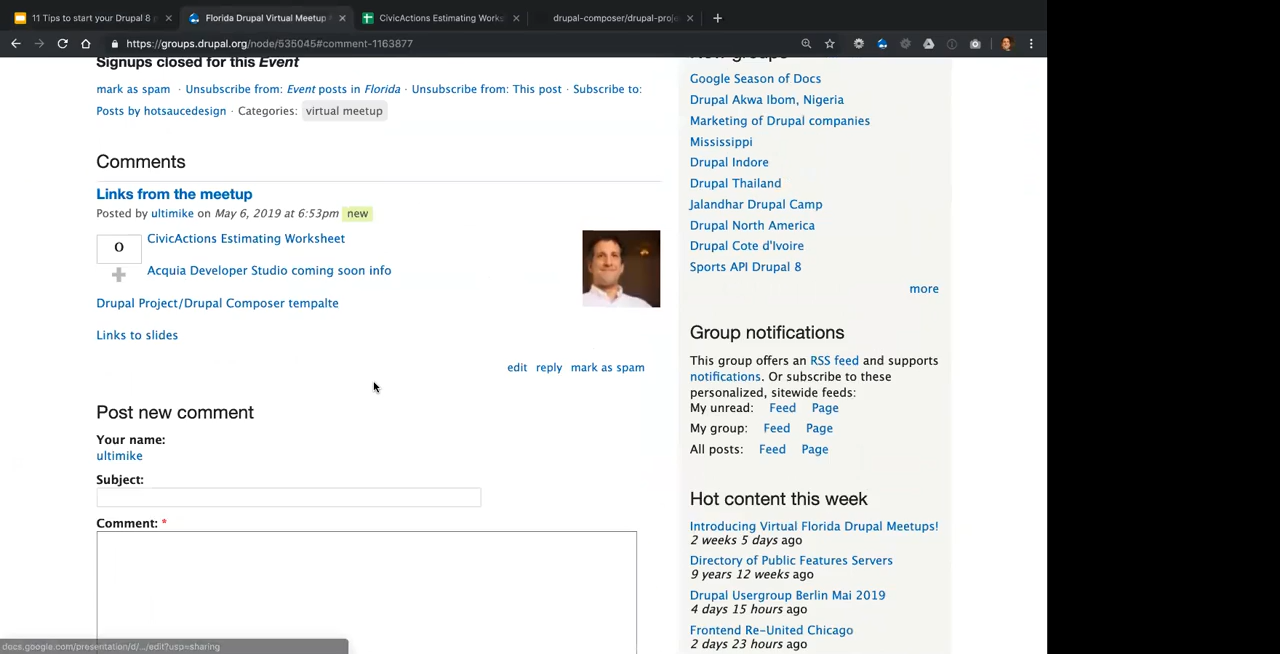 11 Tips to start your Drupal 8 p
Florida Drupal Virtual Meetup
CivicActions Estimating Works
drupal-composer/drupal-proje
https://groups.drupal.org/node/535045#comment-1163877
Signups closed for this Event
mark as spam · Unsubscribe from: Event posts in Florida · Unsubscribe from: This post · Subscribe to:
Posts by hotsaucedesign · Categories: virtual meetup
Comments
Links from the meetup
Posted by ultimike on May 6, 2019 at 6:53pm new
0
CivicActions Estimating Worksheet
Acquia Developer Studio coming soon info
Drupal Project/Drupal Composer tempalte
Links to slides
edit reply mark as spam
Post new comment
Your name:
ultimike
Subject:
Comment: *
docs.google.com/presentation/d/.../edit?usp=sharing
New groups
Google Season of Docs
Drupal Akwa Ibom, Nigeria
Marketing of Drupal companies
Mississippi
Drupal Indore
Drupal Thailand
Jalandhar Drupal Camp
Drupal North America
Drupal Cote d'Ivoire
Sports API Drupal 8
more
Group notifications
This group offers an RSS feed and supports
notifications. Or subscribe to these
personalized, sitewide feeds:
My unread: Feed Page
My group: Feed Page
All posts: Feed Page
Hot content this week
Introducing Virtual Florida Drupal Meetups!
2 weeks 5 days ago
Directory of Public Features Servers
9 years 12 weeks ago
Drupal Usergroup Berlin Mai 2019
4 days 15 hours ago
Frontend Re-United Chicago
2 days 23 hours ago